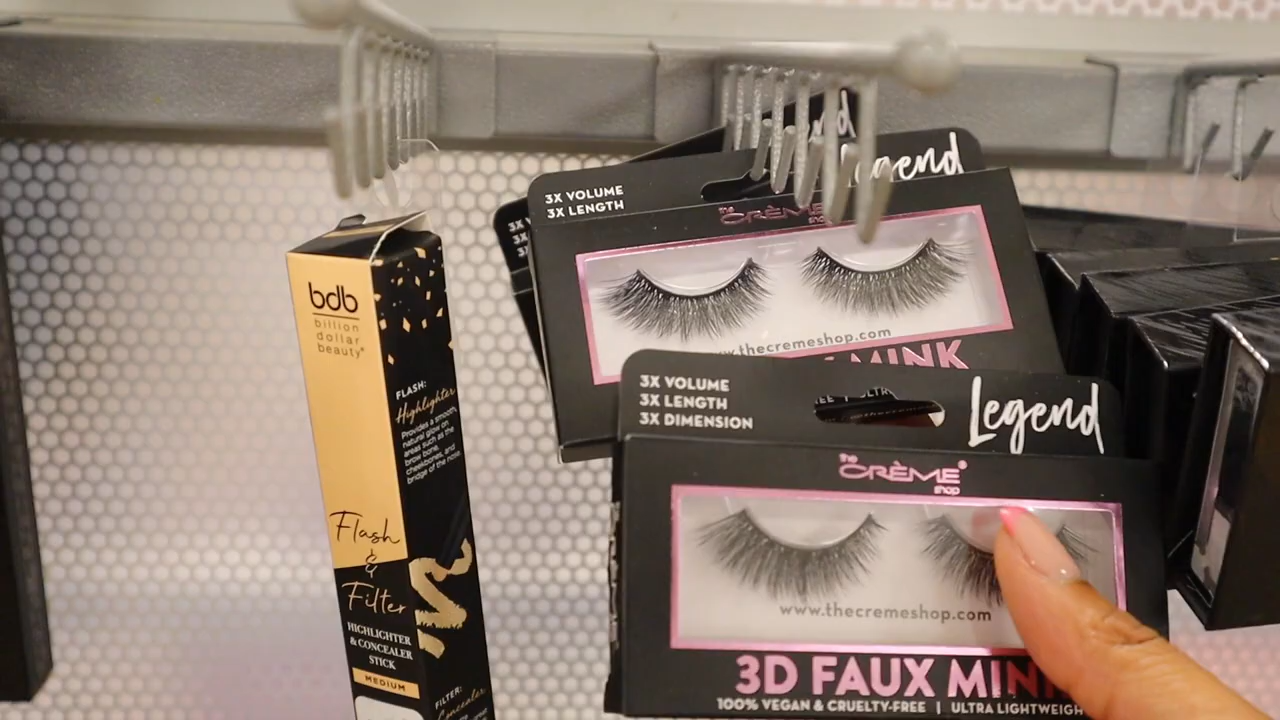 bdb
billion
dollar
beauty®
FLASH:
Highlighter
Provides a smooth,
natural glow on
areas such as the
brow bone,
cheekbones, and
bridge of the nose.
Flash
&
Filter
HIGHLIGHTER
& CONCEALER
STICK
MEDIUM
FILTER:
Concealer
3X VOLUME
3X LENGTH
Legend
the
CRÈME
shop
www.thecremeshop.com
MINK
3X VOLUME
3X LENGTH
3X DIMENSION
Legend
the
CRÈME®
shop
www.thecremeshop.com
3D FAUX MINK
100% VEGAN & CRUELTY-FREE | ULTRA LIGHTWEIGH